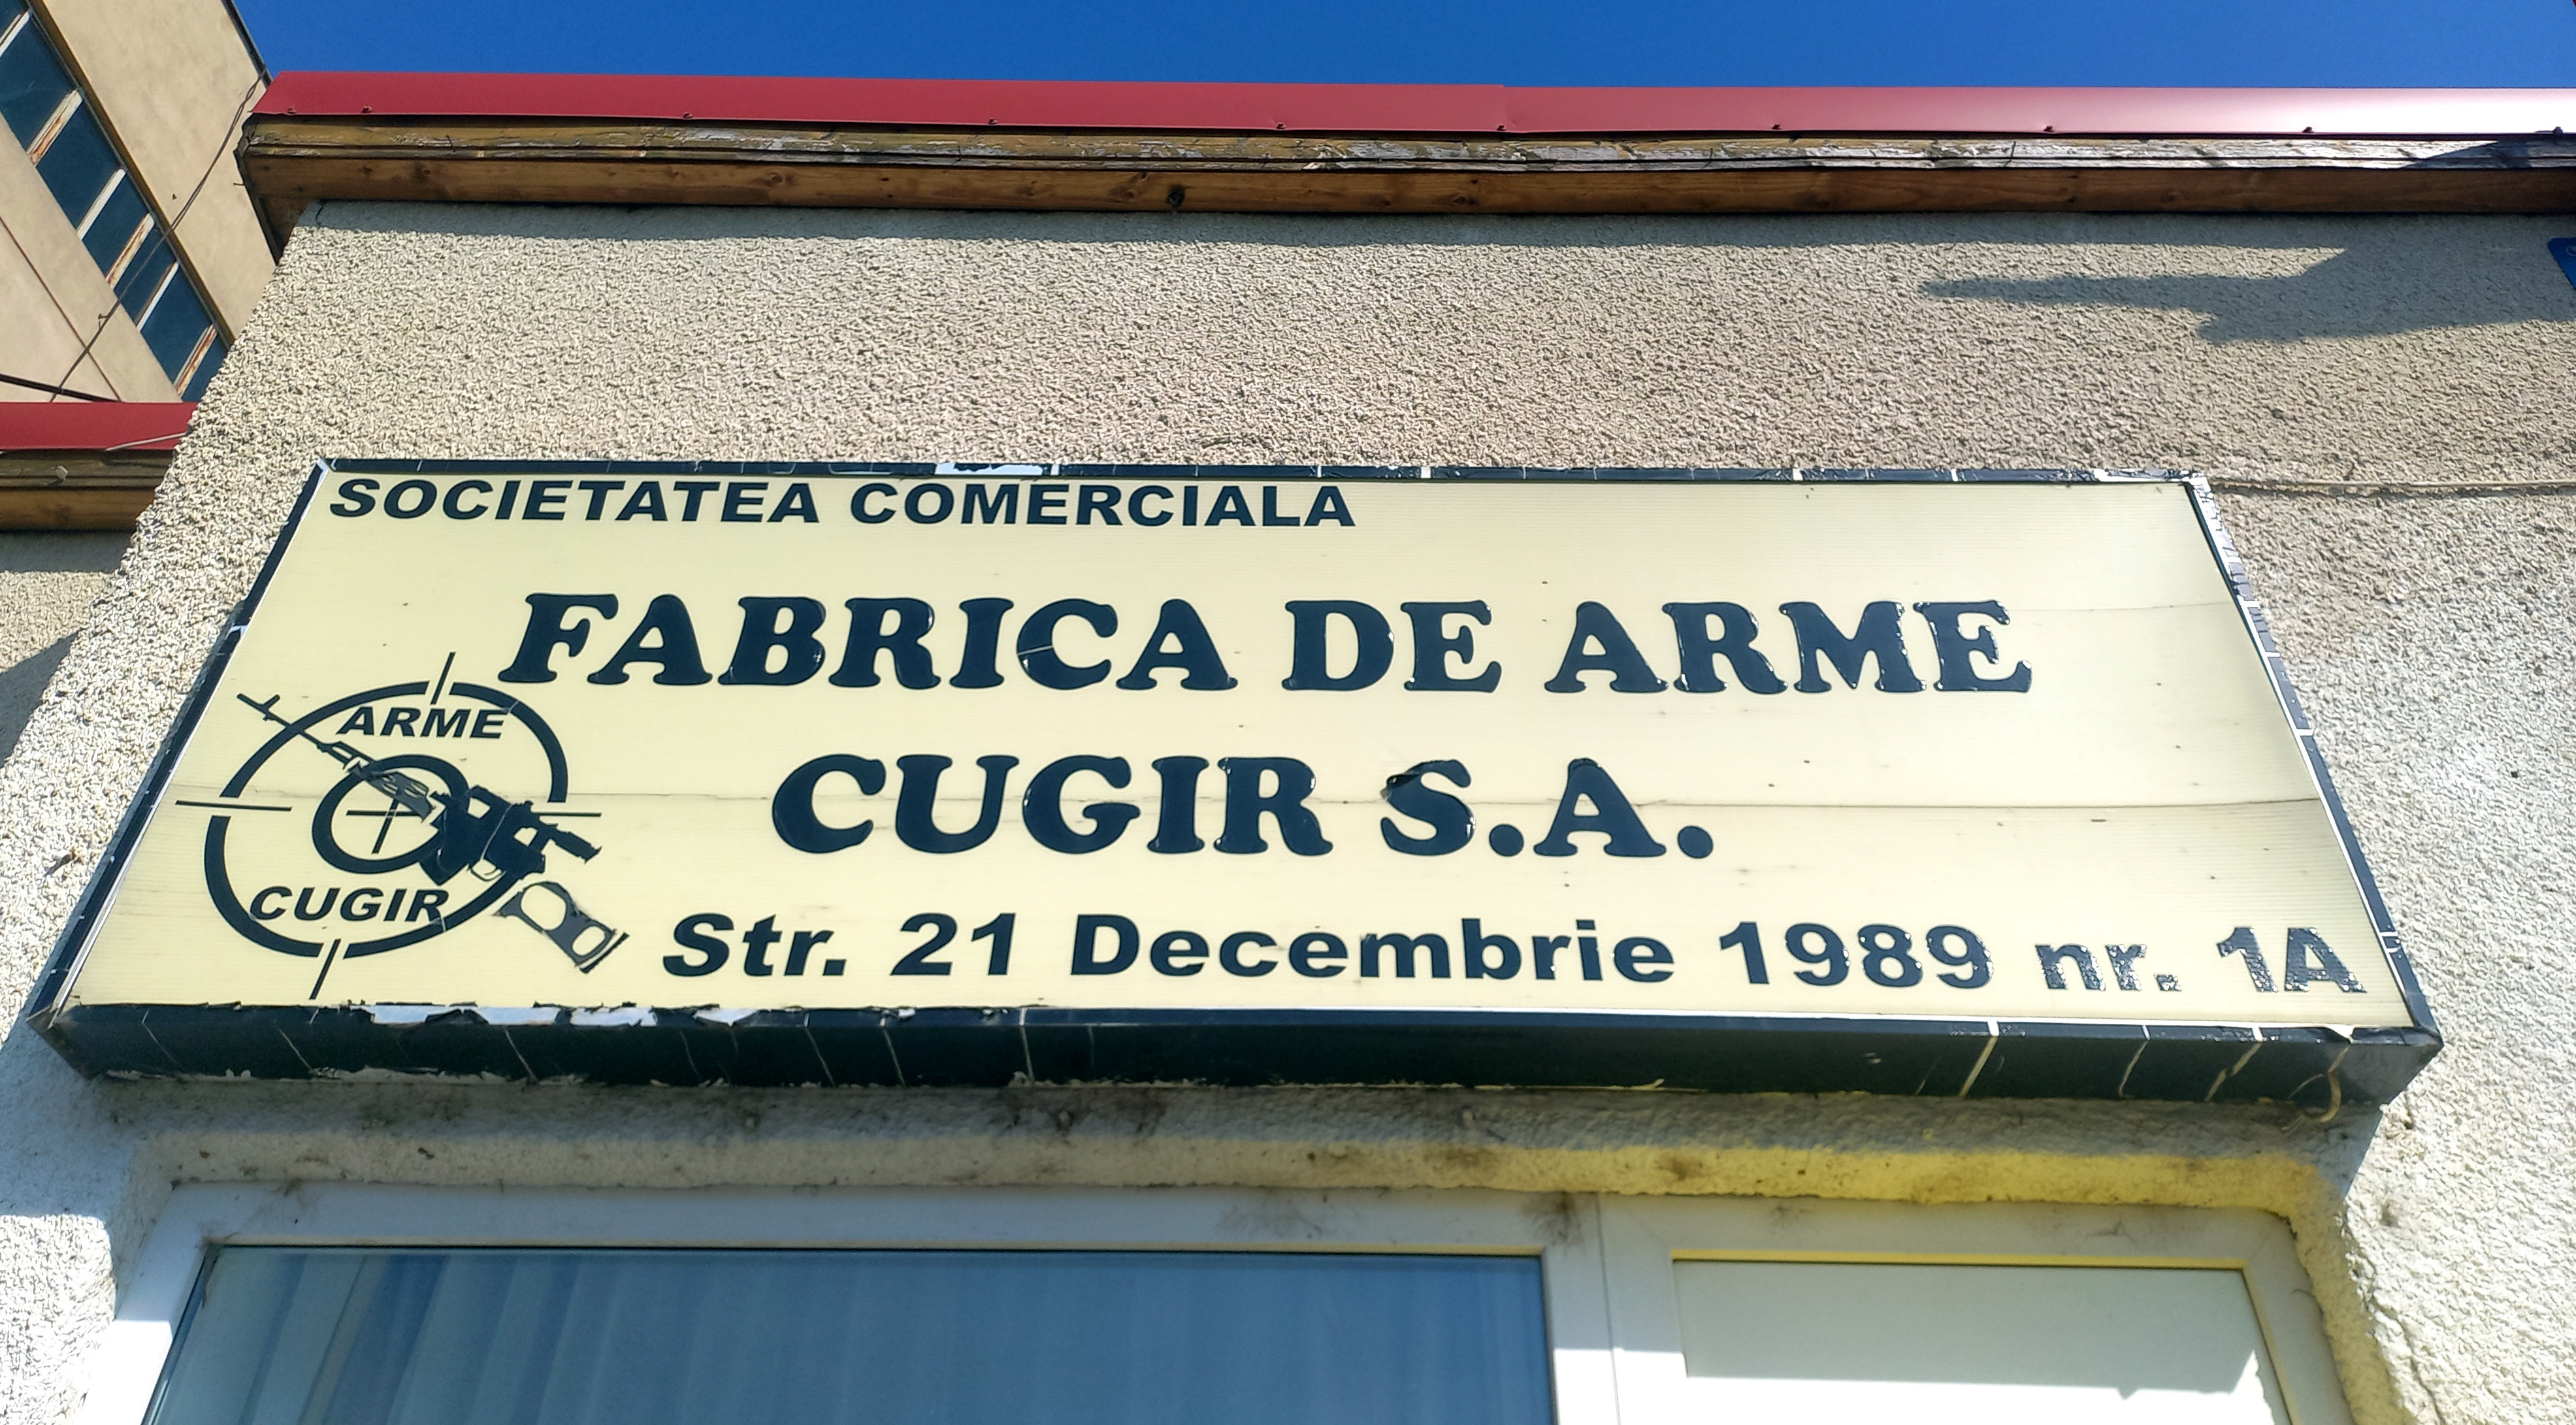 SOCIETATEA COMERCIALA
FABRICA DE ARME
CUGIR S.A.
Str. 21 Decembrie 1989 nr. 1A
ARME
CUGIR